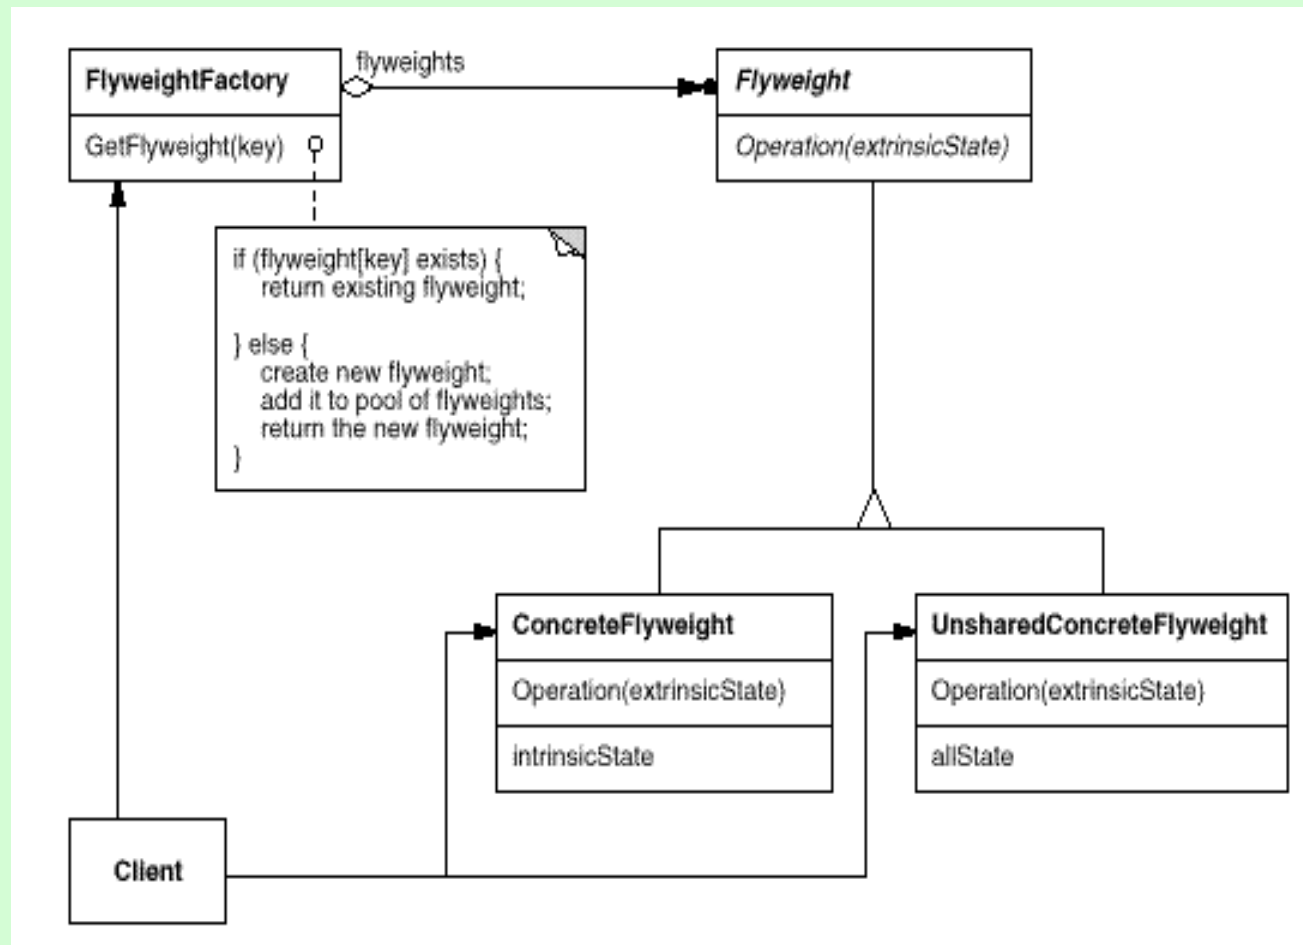 flyweights
FlyweightFactory
Flyweight
GetFlyweight(key)
Operation(extrinsicState)
if (flyweight[key] exists) {
return existing flyweight;
} else {
create new flyweight;
add it to pool of flyweights;
return the new flyweight;
}
ConcreteFlyweight
UnsharedConcreteFlyweight
Operation(extrinsicState)
Operation(extrinsicState)
intrinsicState
allState
Client